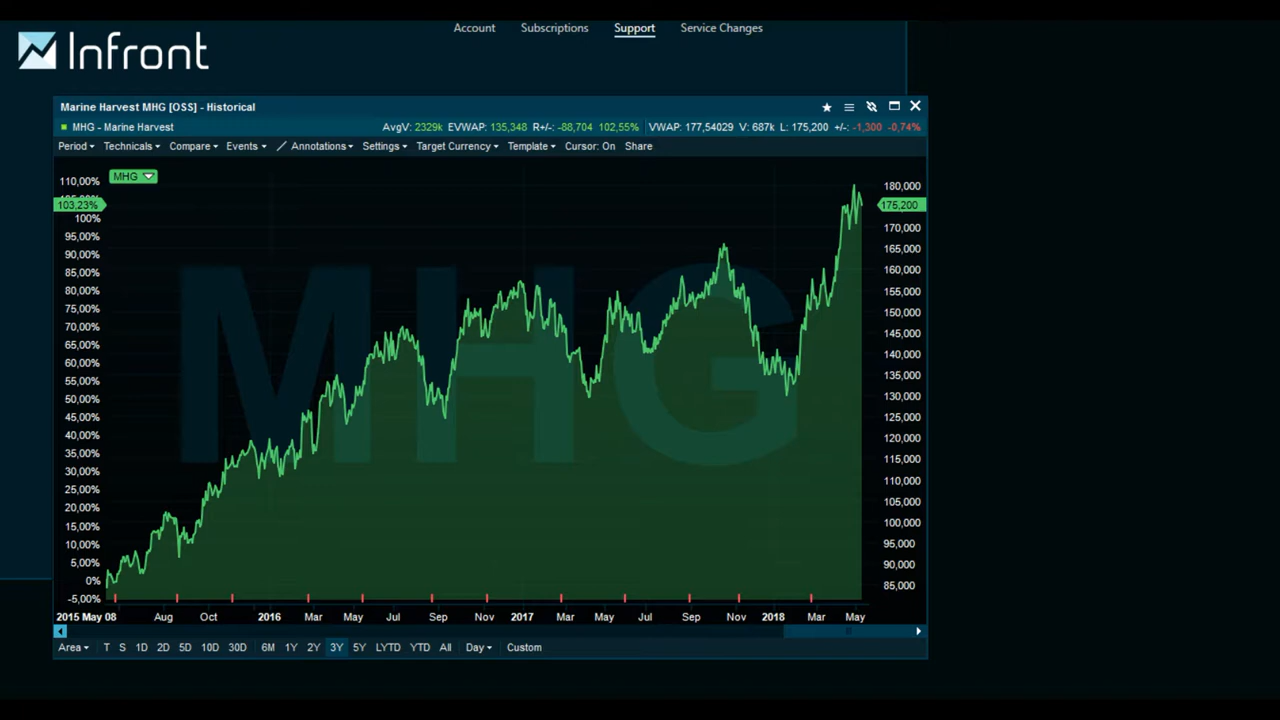 Account Subscriptions Support Service Changes
Infront
Marine Harvest MHG [OSS] - Historical
MHG - Marine Harvest AvgV: 2329k EVWAP: 135,348 R+/-: -88,704 102,55% VWAP: 177,54029 V: 687k L: 175,200 +/-: -1,300 -0,74%
Period Technicals Compare Events Annotations Settings Target Currency Template Cursor: On Share
MHG
110,00% 180,000
103,23% 175,200
100% 170,000
95,00% 165,000
90,00% 160,000
85,00% 155,000
80,00% 150,000
75,00% 145,000
70,00% 140,000
65,00% 135,000
60,00% 130,000
55,00% 125,000
50,00% 120,000
45,00% 115,000
40,00% 110,000
35,00% 105,000
30,00% 100,000
25,00% 95,000
20,00% 90,000
15,00% 85,000
10,00%
5,00%
0%
-5,00%
MHG
2015 May 08 Aug Oct 2016 Mar May Jul Sep Nov 2017 Mar May Jul Sep Nov 2018 Mar May
Area T S 1D 2D 5D 10D 30D 6M 1Y 2Y 3Y 5Y LYTD YTD All Day Custom